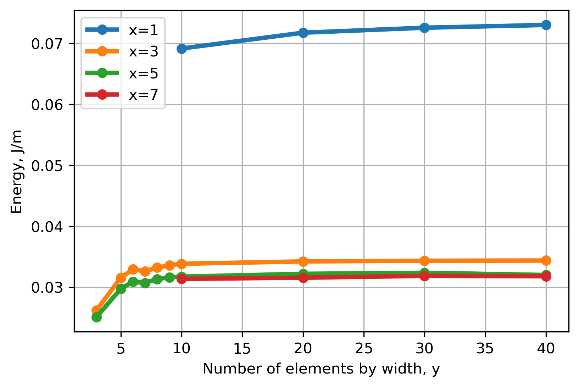 x=1
x=3
x=5
x=7
0.07
0.06
0.05
0.04
0.03
Energy, J/m
5 10 15 20 25 30 35 40
Number of elements by width, y